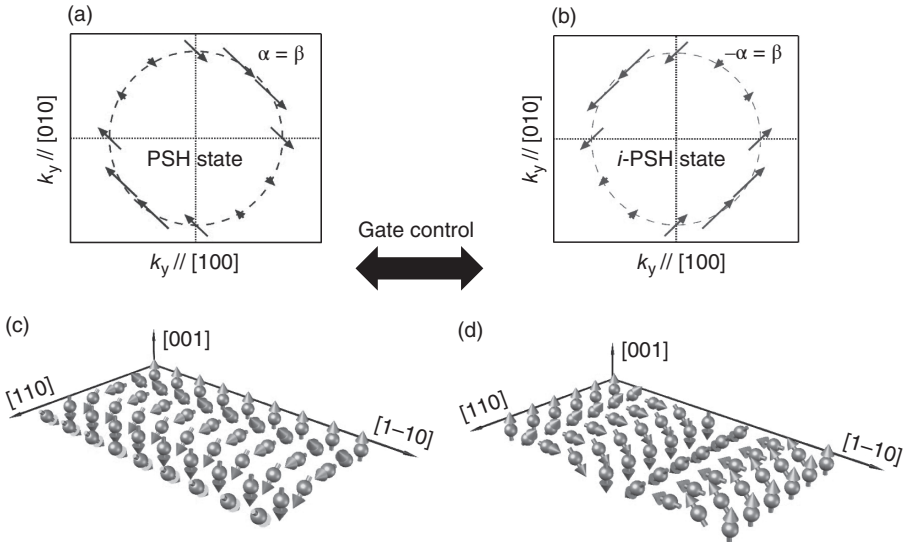 (a)
α = β
PSH state
k_y // [010]
k_y // [100]
(b)
–α = β
i-PSH state
k_y // [010]
k_y // [100]
Gate control
(c)
[001]
[110]
[1–10]
(d)
[001]
[110]
[1–10]